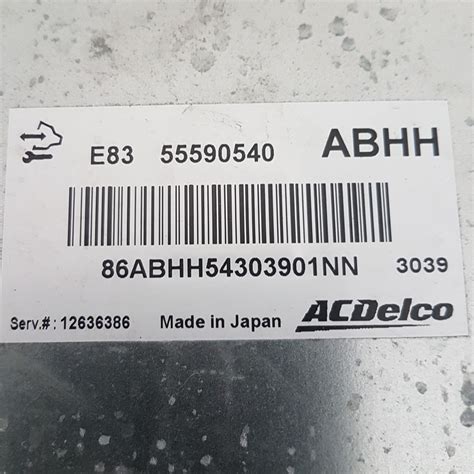 E83 55590540 ABHH
86ABHH54303901NN 3039
Serv.#: 12636386 Made in Japan ACDelco